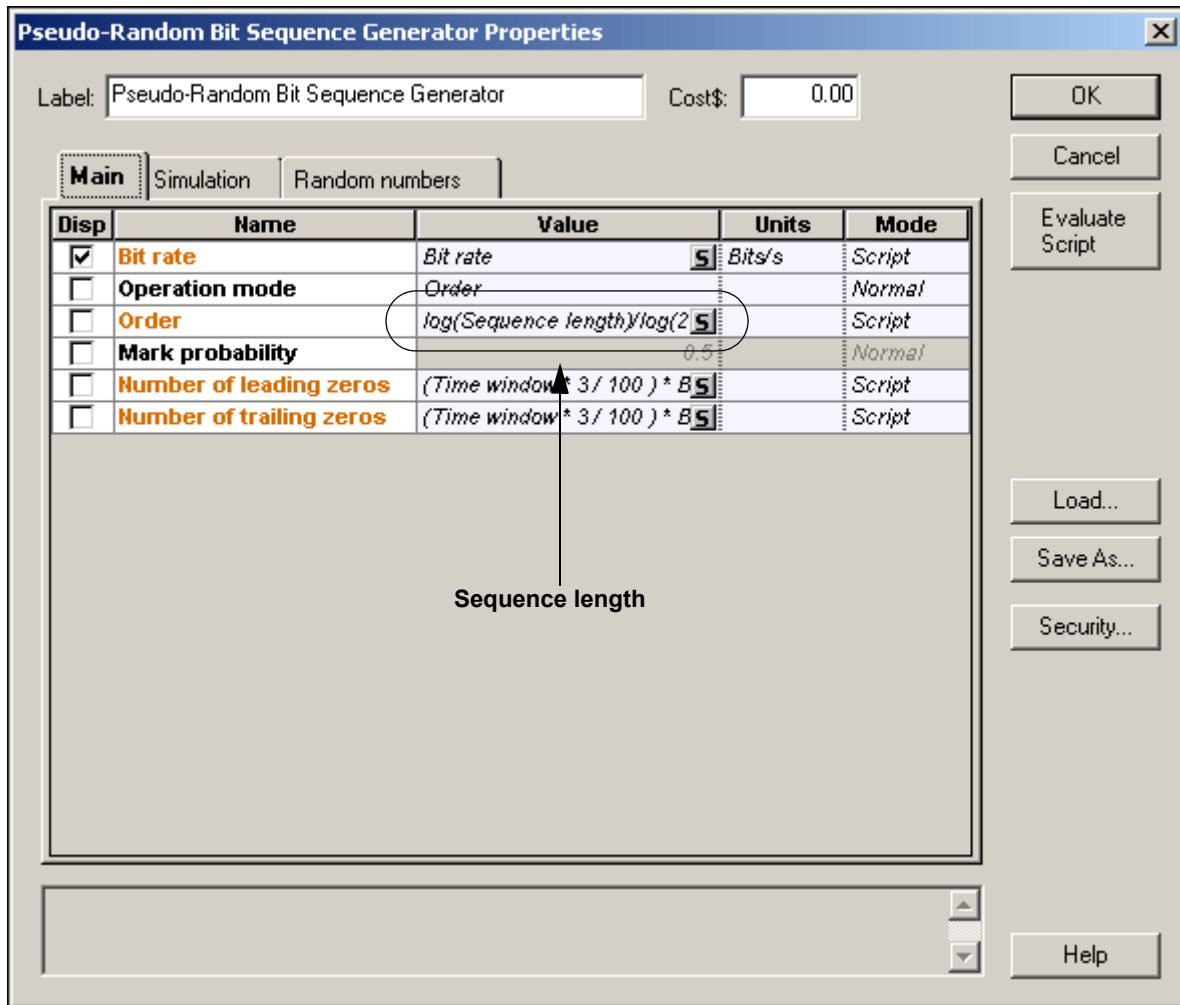 Pseudo-Random Bit Sequence Generator Properties
Label: Pseudo-Random Bit Sequence Generator Cost$: 0.00 OK
Cancel
Main Simulation Random numbers
Evaluate Script
Disp Name Value Units Mode
Bit rate Bit rate S Bits/s Script
Operation mode Order Normal
Order log(Sequence length)/log(2 S Script
Mark probability 0.5 Normal
Number of leading zeros (Time window * 3 / 100 ) * B S Script
Number of trailing zeros (Time window * 3 / 100 ) * B S Script
Load...
Save As...
Sequence length
Security...
Help